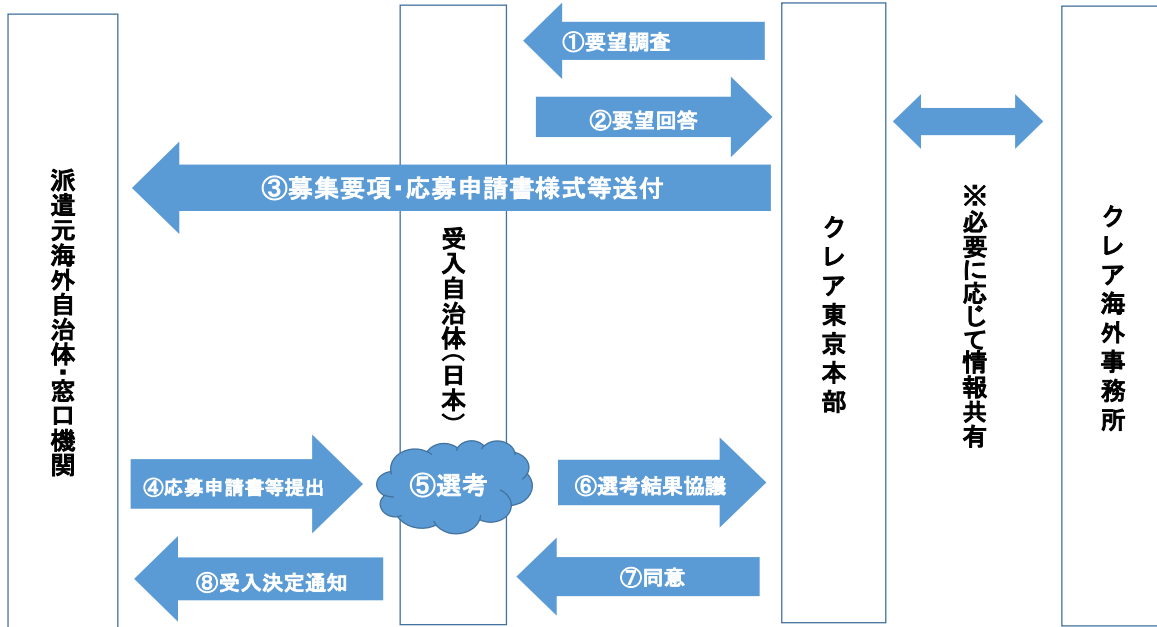 ①要望調査
②要望回答
③募集要項・応募申請書様式等送付
派遣元海外自治体・窓口機関
受入自治体(日本)
クレア東京本部
※必要に応じて情報共有
クレア海外事務所
④応募申請書等提出
⑤選考
⑥選考結果協議
⑦同意
⑧受入決定通知